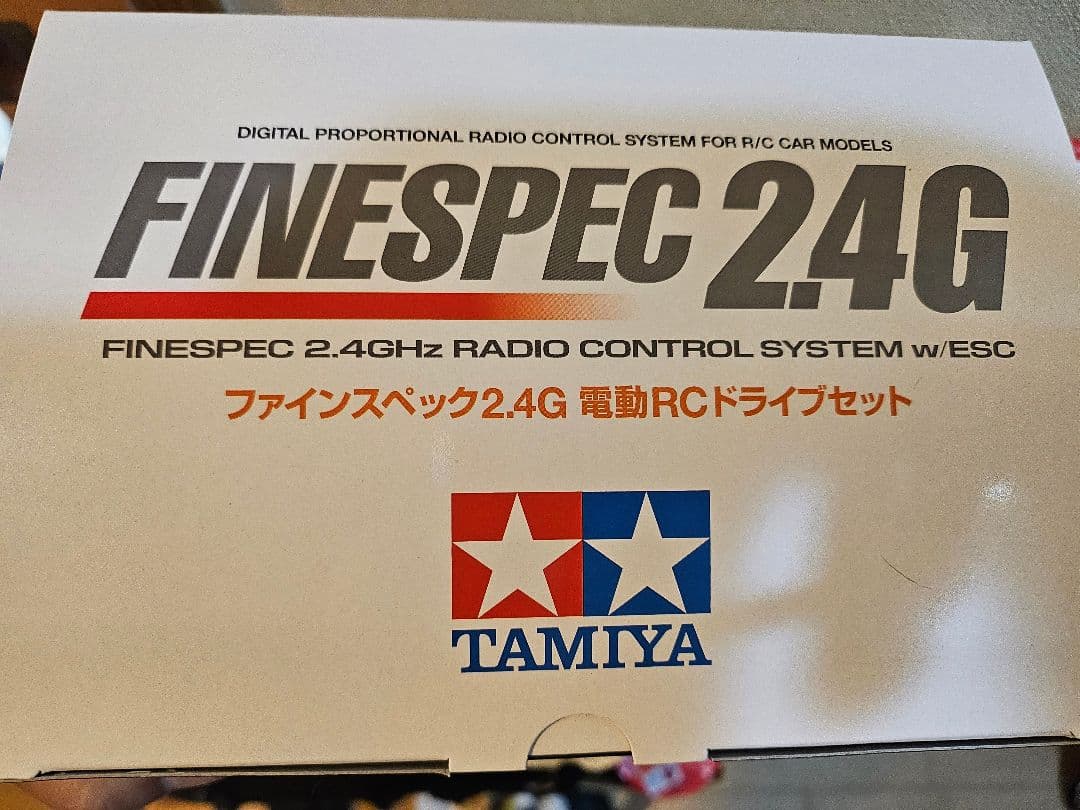 DIGITAL PROPORTIONAL RADIO CONTROL SYSTEM FOR R/C CAR MODELS
FINESPEC 2.4G
FINESPEC 2.4GHz RADIO CONTROL SYSTEM w/ESC
ファインスペック2.4G 電動RCドライブセット
TAMIYA